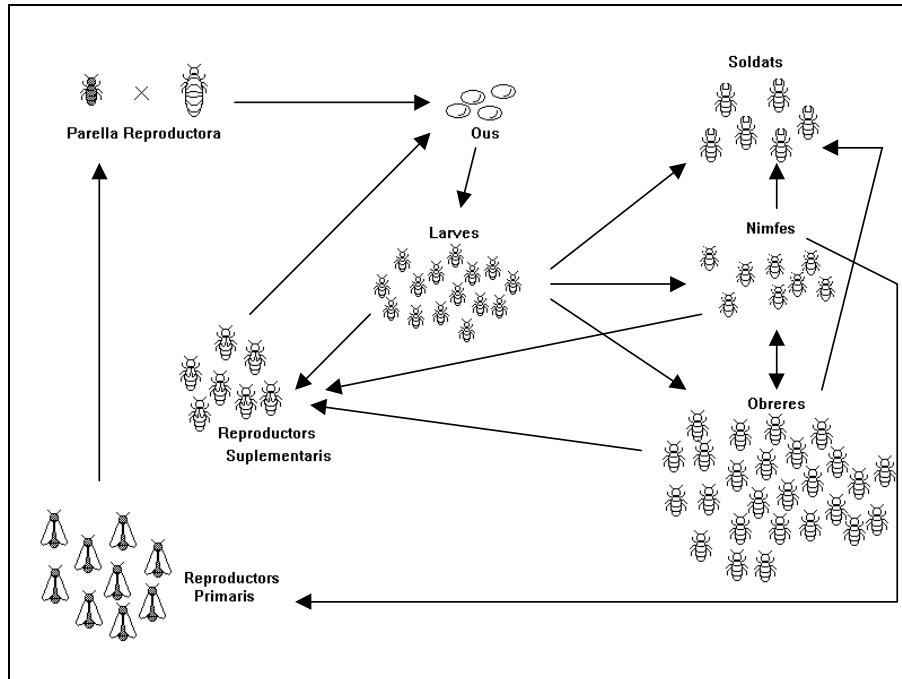 Soldats
Parella Reproductora
Ous
Larves
Nimfes
Obreres
Reproductors
Suplementaris
Reproductors
Primaris